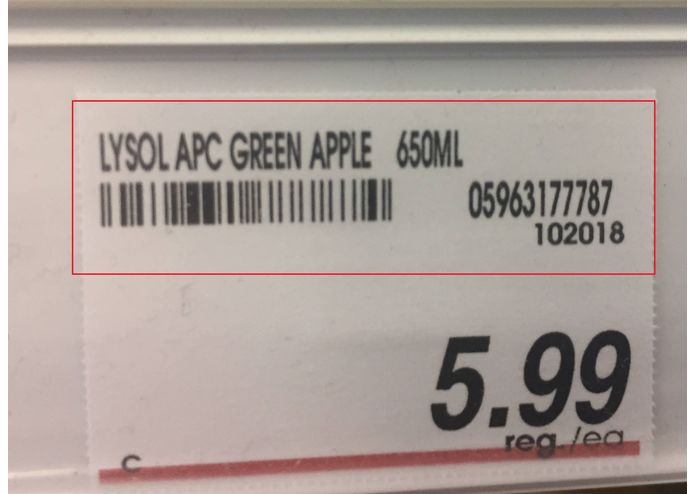 LYSOL APC GREEN APPLE 650ML
05963177787
102018
5.99
reg./ea
C